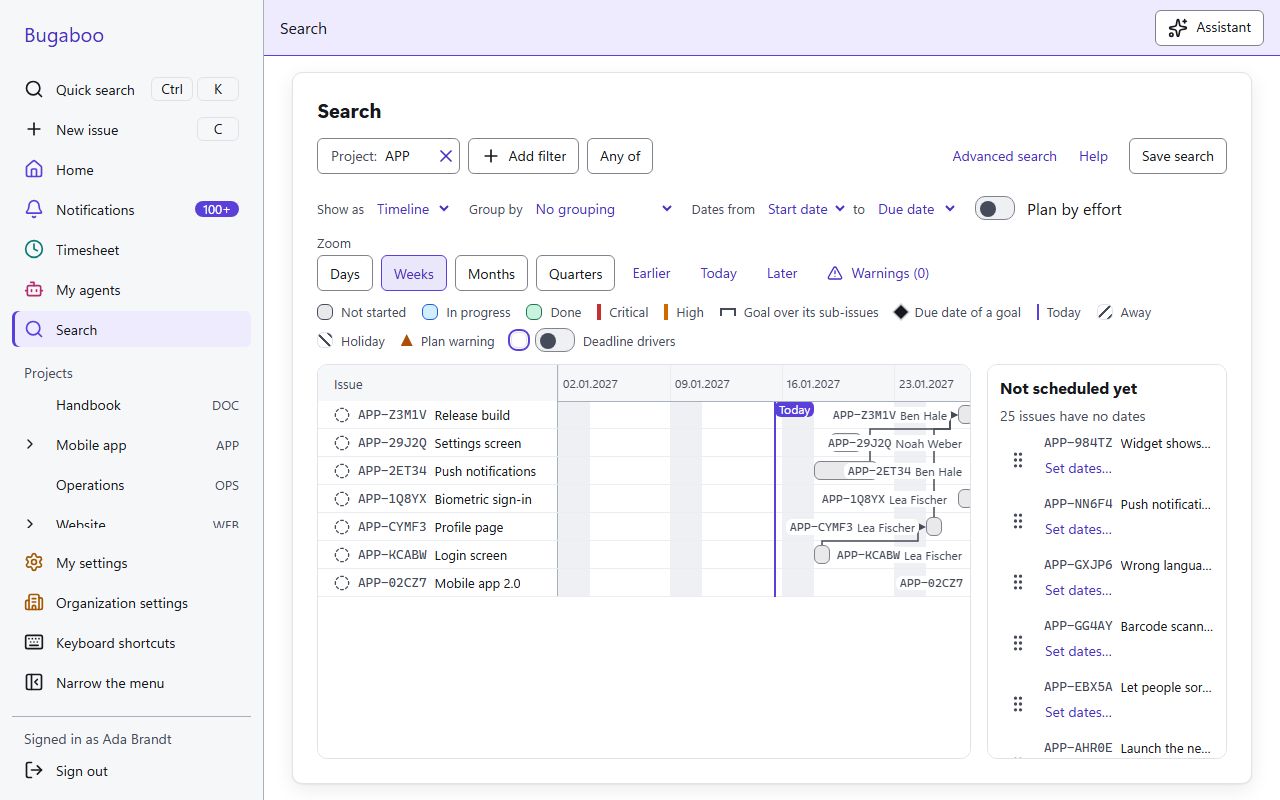 Bugaboo
Quick search Ctrl K
New issue C
Home
Notifications 100+
Timesheet
My agents
Search
Projects
Handbook DOC
Mobile app APP
Operations OPS
Website WEB
My settings
Organization settings
Keyboard shortcuts
Narrow the menu
Signed in as Ada Brandt
Sign out
Search
Assistant
Search
Project: APP
Add filter
Any of
Advanced search
Help
Save search
Show as Timeline
Group by No grouping
Dates from Start date to Due date
Plan by effort
Zoom
Days
Weeks
Months
Quarters
Earlier
Today
Later
Warnings (0)
Not started
In progress
Done
Critical
High
Goal over its sub-issues
Due date of a goal
Today
Away
Holiday
Plan warning
Deadline drivers
Issue
02.01.2027
09.01.2027
16.01.2027
23.01.2027
Today
APP-Z3M1V Release build
APP-Z3M1V Ben Hale
APP-29J2Q Settings screen
APP-29J2Q Noah Weber
APP-2ET34 Push notifications
APP-2ET34 Ben Hale
APP-1Q8YX Biometric sign-in
APP-1Q8YX Lea Fischer
APP-CYMF3 Profile page
APP-CYMF3 Lea Fischer
APP-KCABW Login screen
APP-KCABW Lea Fischer
APP-02CZ7 Mobile app 2.0
APP-02CZ7
Not scheduled yet
25 issues have no dates
APP-984TZ Widget shows...
Set dates...
APP-NN6F4 Push notificati...
Set dates...
APP-GXJP6 Wrong langua...
Set dates...
APP-GG4AY Barcode scann...
Set dates...
APP-EBX5A Let people sor...
Set dates...
APP-AHR0E Launch the ne...